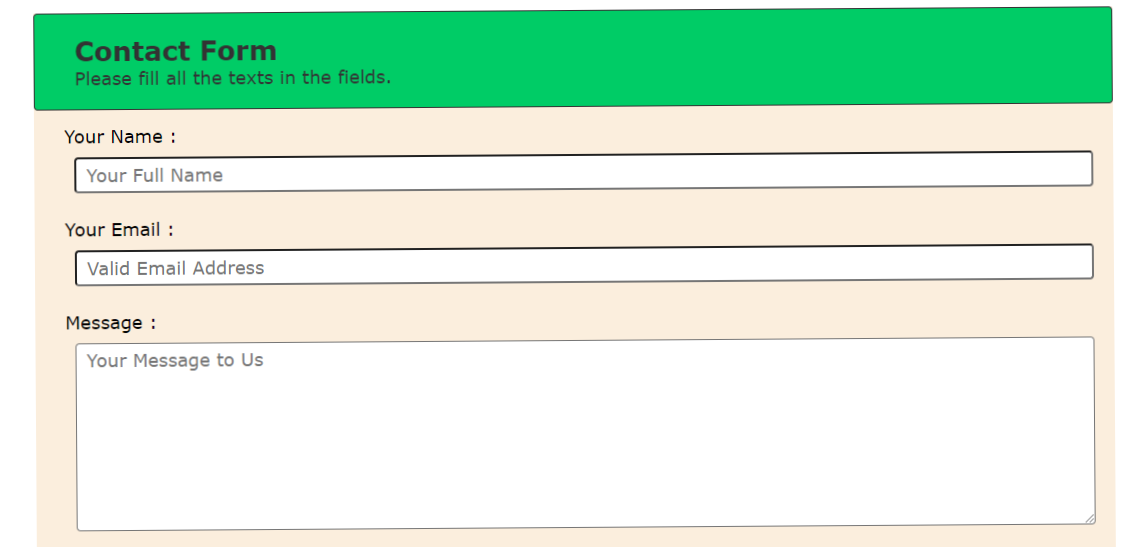 Contact Form
Please fill all the texts in the fields.
Your Name :
Your Full Name
Your Email :
Valid Email Address
Message :
Your Message to Us